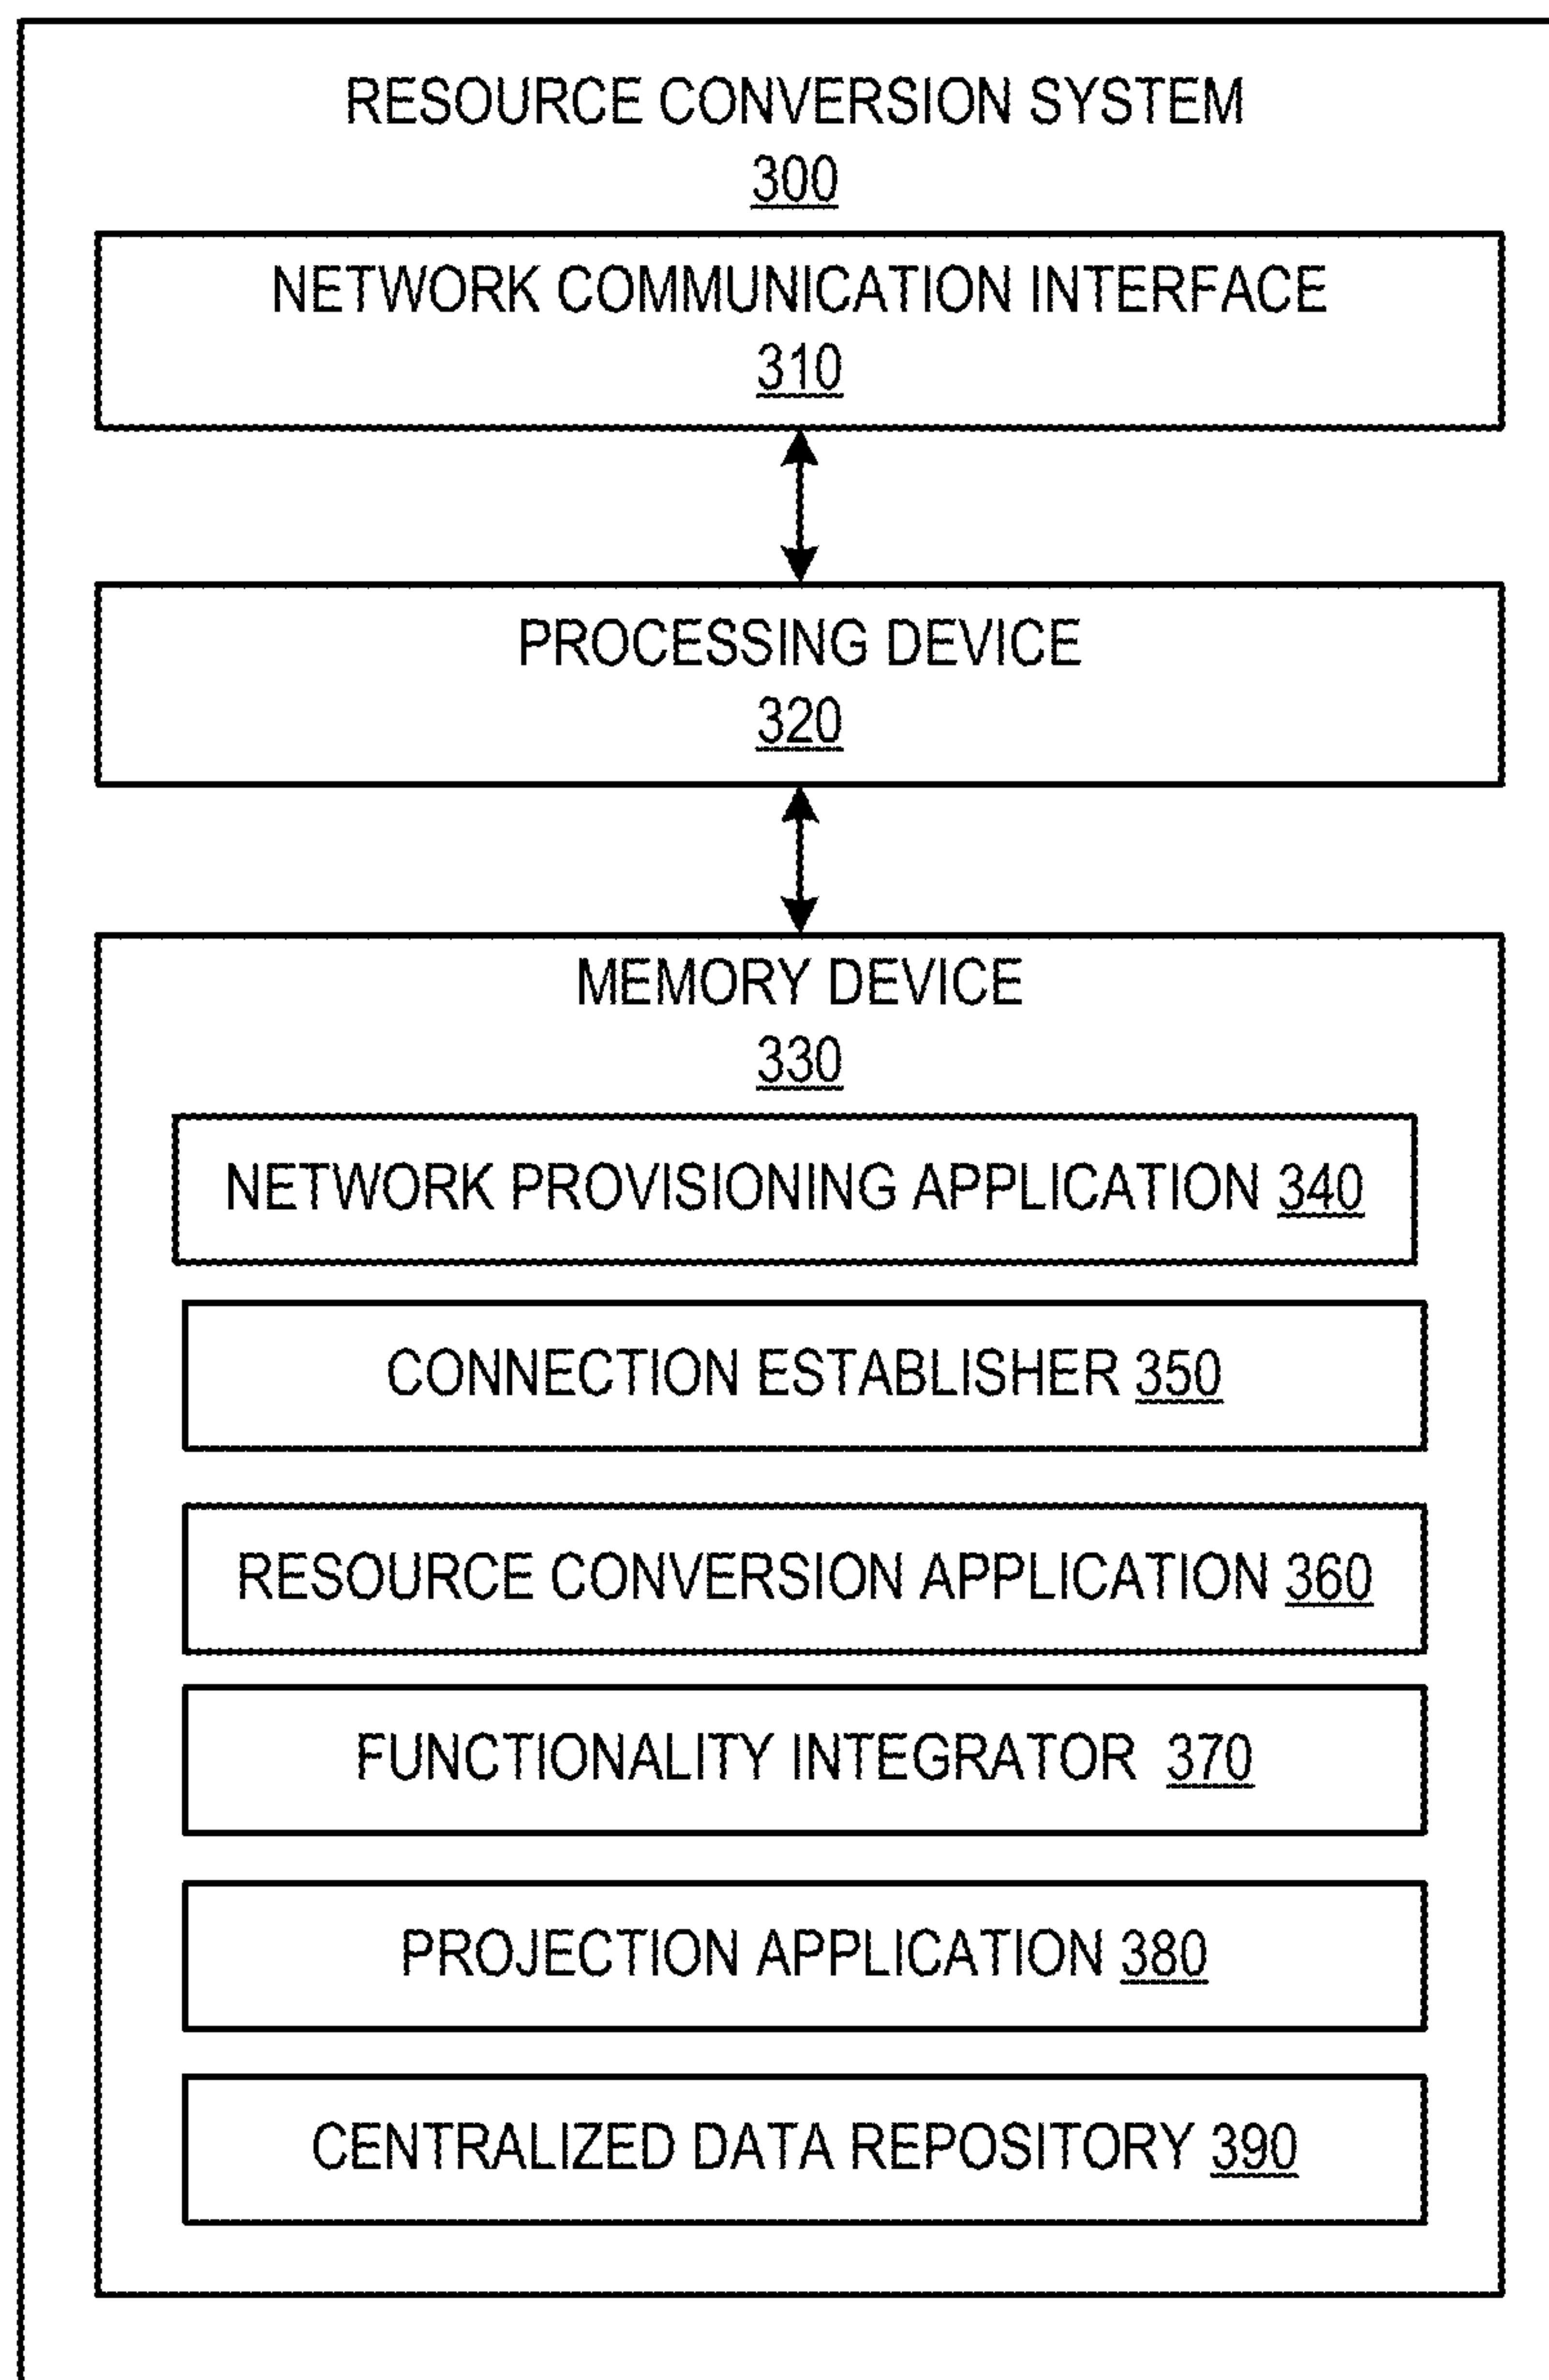 RESOURCE CONVERSION SYSTEM
300
NETWORK COMMUNICATION INTERFACE
310
PROCESSING DEVICE
320
MEMORY DEVICE
330
NETWORK PROVISIONING APPLICATION 340
CONNECTION ESTABLISHER 350
RESOURCE CONVERSION APPLICATION 360
FUNCTIONALITY INTEGRATOR 370
PROJECTION APPLICATION 380
CENTRALIZED DATA REPOSITORY 390